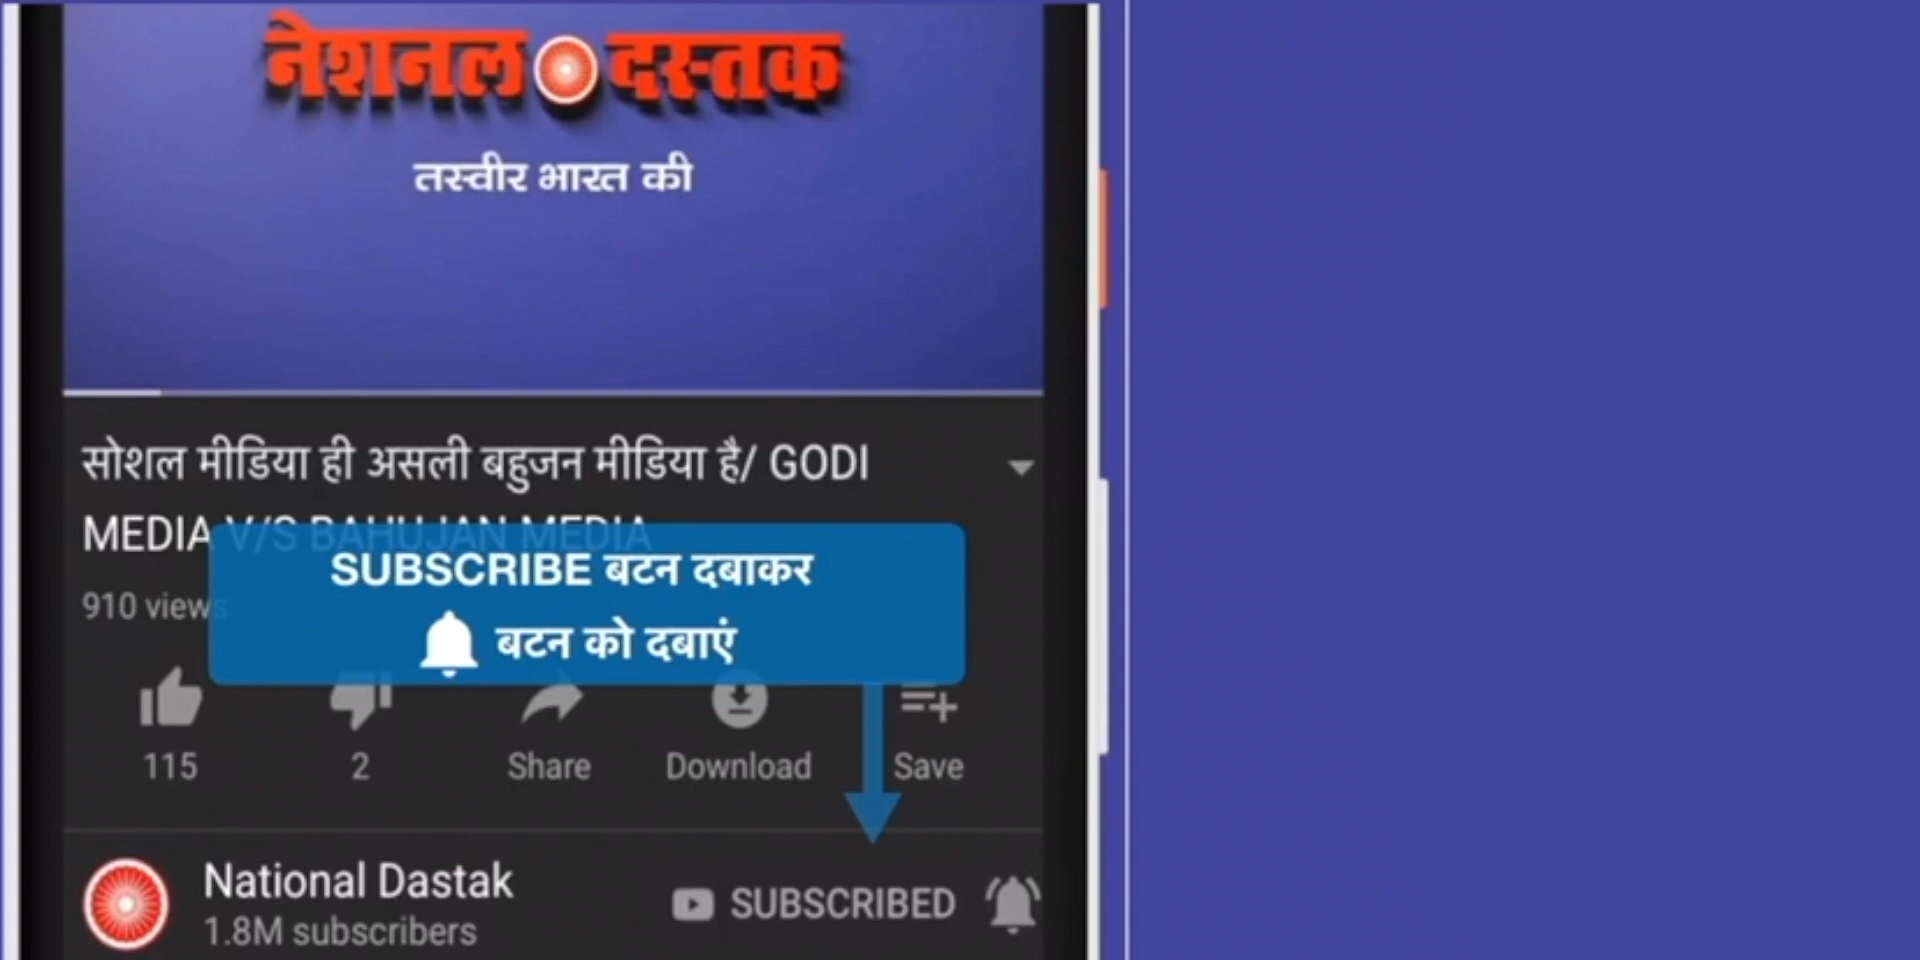 नेशनल दस्तक
तस्वीर भारत की
सोशल मीडिया ही असली बहुजन मीडिया है/ GODI
MEDIA V/S BAHUJAN MEDIA
SUBSCRIBE बटन दबाकर
910 views
बटन को दबाएं
115
2
Share
Download
Save
National Dastak
SUBSCRIBED
1.8M subscribers